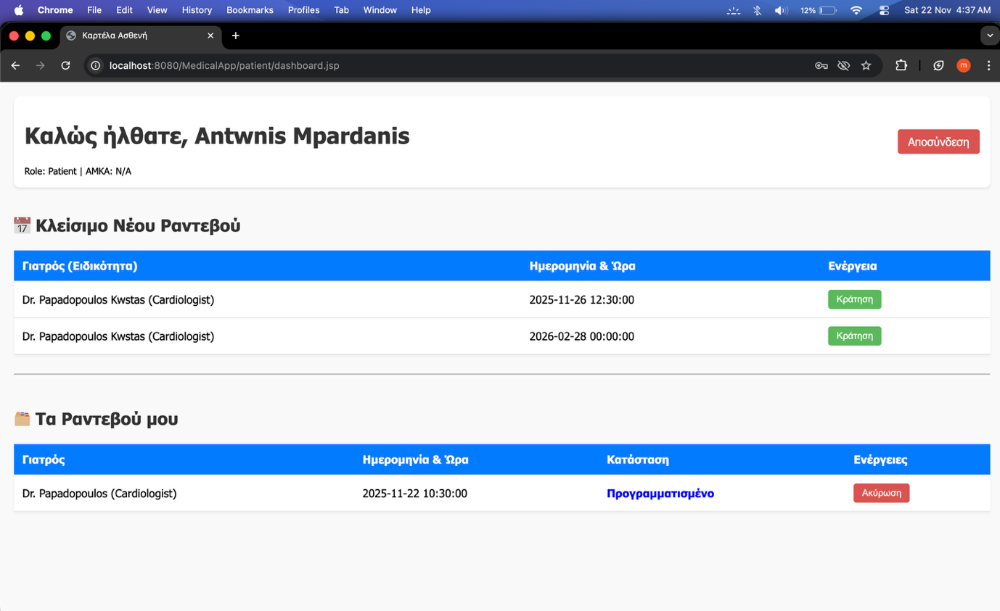 Chrome File Edit View History Bookmarks Profiles Tab Window Help 12% Sat 22 Nov 4:37 AM
Καρτέλα Ασθενή
localhost:8080/MedicalApp/patient/dashboard.jsp m
Καλώς ήλθατε, Antwnis Mpardanis
Αποσύνδεση
Role: Patient | AMKA: N/A
17 Κλείσιμο Νέου Ραντεβού
Γιατρός (Ειδικότητα) Ημερομηνία & Ώρα Ενέργεια
Dr. Papadopoulos Kwstas (Cardiologist) 2025-11-26 12:30:00 Κράτηση
Dr. Papadopoulos Kwstas (Cardiologist) 2026-02-28 00:00:00 Κράτηση
Τα Ραντεβού μου
Γιατρός Ημερομηνία & Ώρα Κατάσταση Ενέργειες
Dr. Papadopoulos (Cardiologist) 2025-11-22 10:30:00 Προγραμματισμένο Ακύρωση